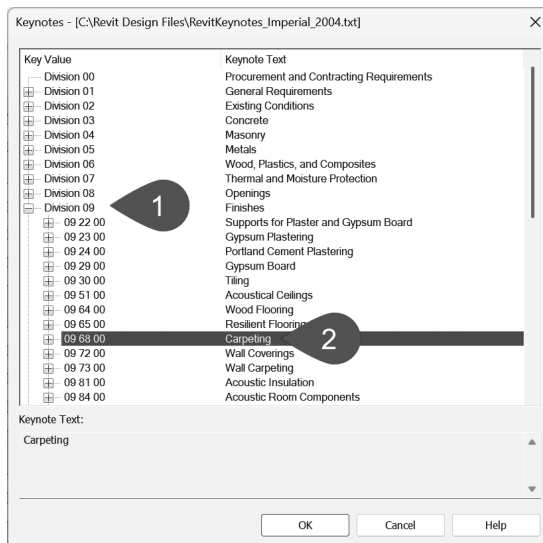 Keynotes - [C:\Revit Design Files\RevitKeynotes_Imperial_2004.txt]
Key Value Keynote Text
Division 00 Procurement and Contracting Requirements
Division 01 General Requirements
Division 02 Existing Conditions
Division 03 Concrete
Division 04 Masonry
Division 05 Metals
Division 06 Wood, Plastics, and Composites
Division 07 Thermal and Moisture Protection
Division 08 Openings
Division 09 1 Finishes
09 22 00 Supports for Plaster and Gypsum Board
09 23 00 Gypsum Plastering
09 24 00 Portland Cement Plastering
09 29 00 Gypsum Board
09 30 00 Tiling
09 51 00 Acoustical Ceilings
09 64 00 Wood Flooring
09 65 00 Resilient Flooring
09 68 00 Carpeting 2
09 72 00 Wall Coverings
09 73 00 Wall Carpeting
09 81 00 Acoustic Insulation
09 84 00 Acoustic Room Components
Keynote Text:
Carpeting
OK Cancel Help